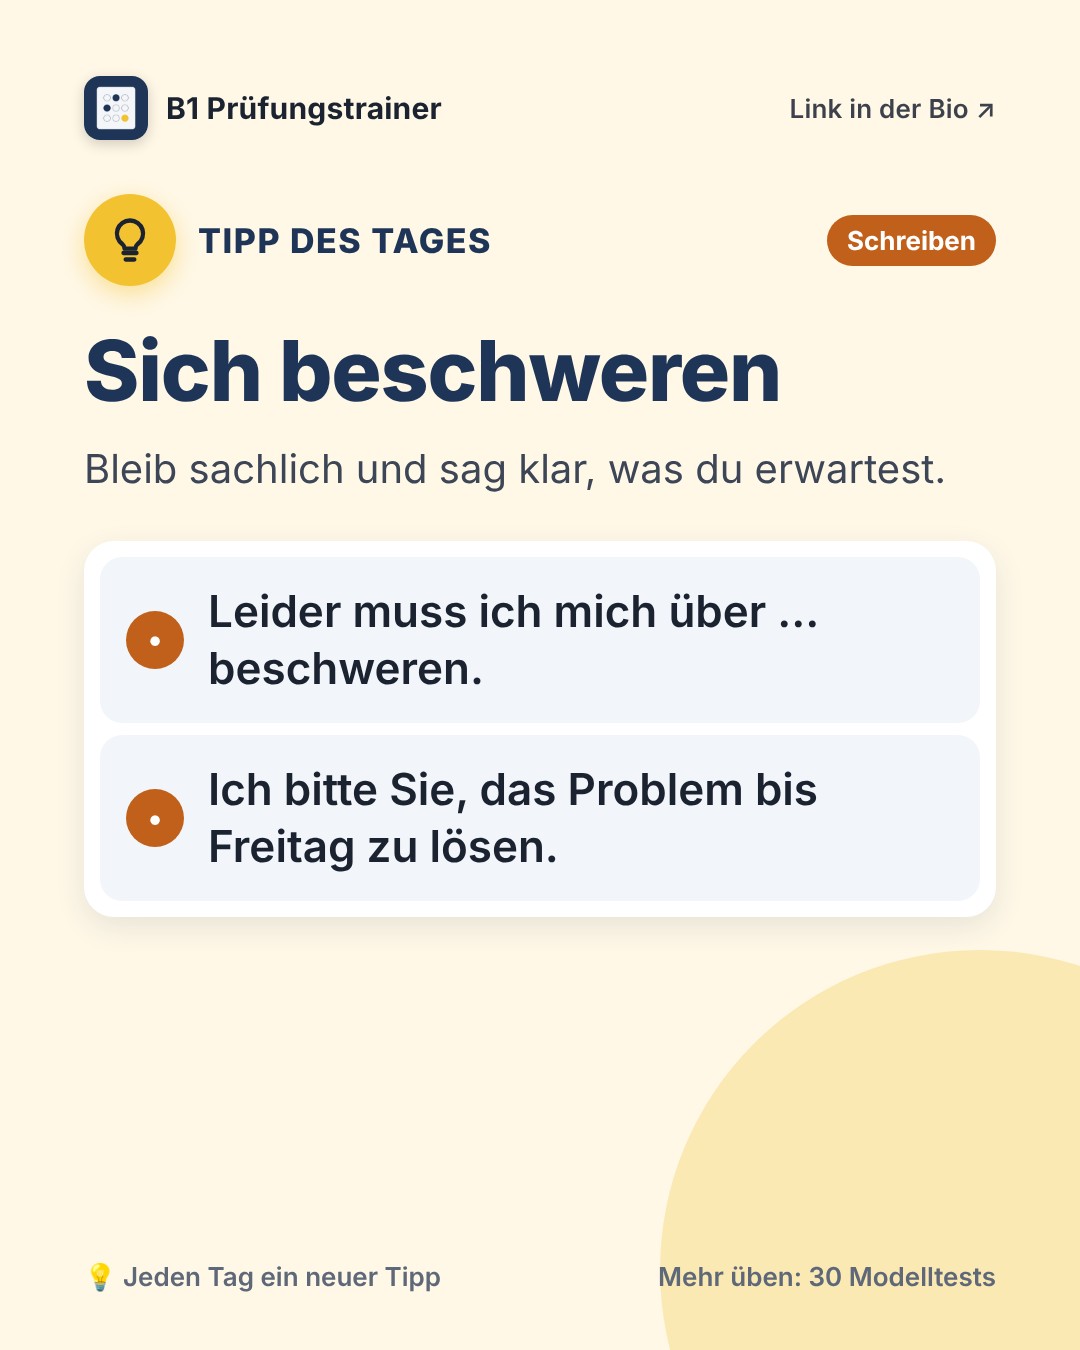 B1 Prüfungstrainer
Link in der Bio ↗
TIPP DES TAGES
Schreiben
Sich beschweren
Bleib sachlich und sag klar, was du erwartest.
Leider muss ich mich über ...
beschweren.
Ich bitte Sie, das Problem bis
Freitag zu lösen.
💡 Jeden Tag ein neuer Tipp
Mehr üben: 30 Modelltests